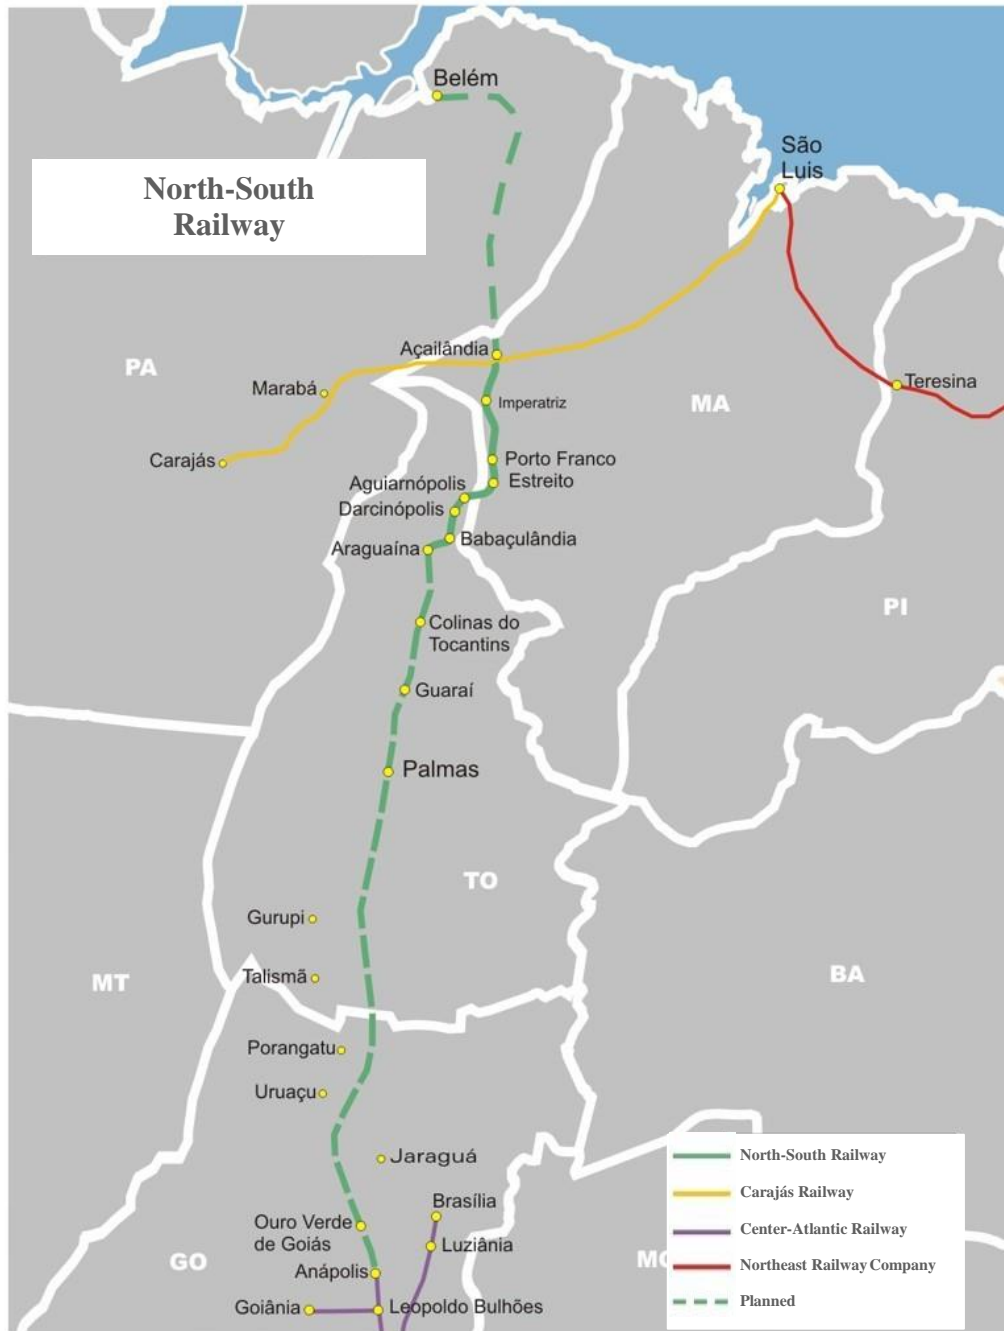 Belém
São
Luis
North-South
Railway
PA
Açailândia
Marabá
Teresina
Imperatriz
MA
Carajás
Porto Franco
Aguiarnópolis
Estreito
Darcinópolis
Babaçulândia
Araguaína
PI
Colinas do
Tocantins
Guaraí
Palmas
TO
Gurupi
Talismã
MT
BA
Porangatu
Uruaçu
Jaraguá
North-South Railway
Carajás Railway
Brasília
Ouro Verde
de Goiás
Center-Atlantic Railway
Luziânia
GO
Northeast Railway Company
Anápolis
Planned
Goiânia
Leopoldo Bulhões